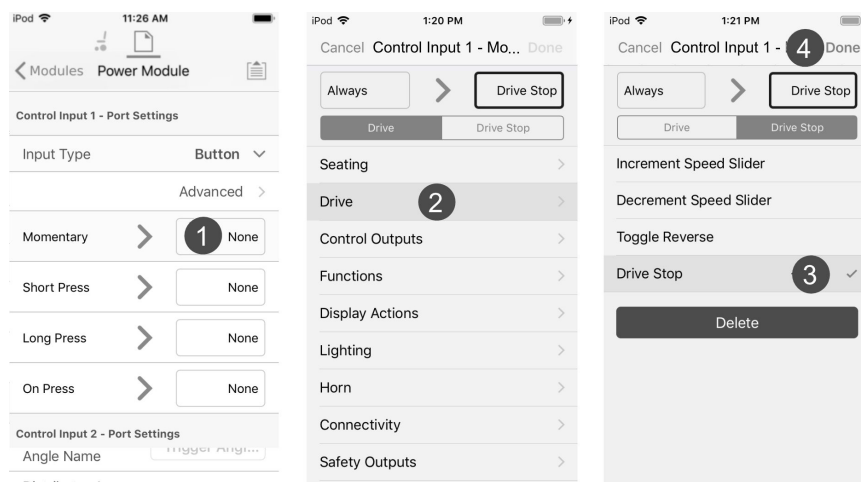 iPod 11:26 AM
Modules Power Module
Control Input 1 - Port Settings
Input Type Button
Advanced
Momentary 1 None
Short Press None
Long Press None
On Press None
Control Input 2 - Port Settings
Angle Name
iPod 1:20 PM
Cancel Control Input 1 - Mo... Done
Always Drive Stop
Drive Drive Stop
Seating
Drive 2
Control Outputs
Functions
Display Actions
Lighting
Horn
Connectivity
Safety Outputs
iPod 1:21 PM
Cancel Control Input 1 - 4 Done
Always Drive Stop
Drive Drive Stop
Increment Speed Slider
Decrement Speed Slider
Toggle Reverse
Drive Stop 3
Delete